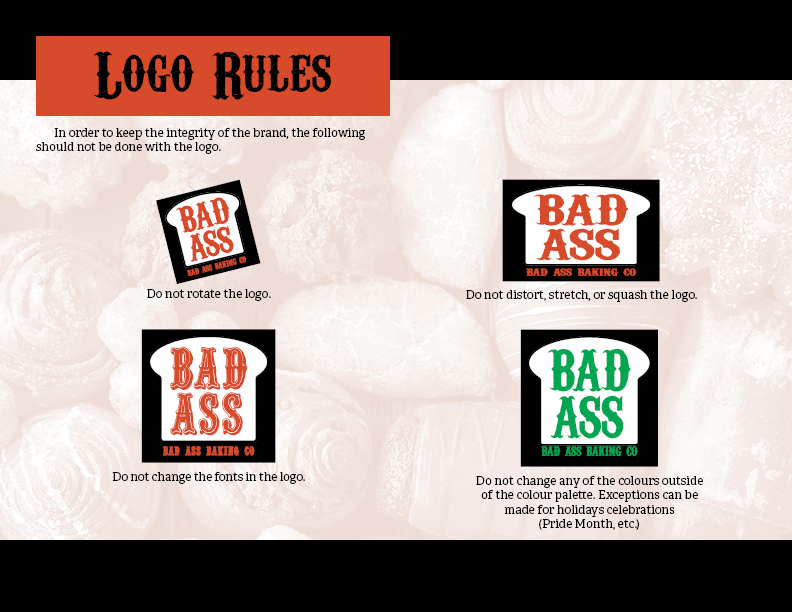 Logo Rules
In order to keep the integrity of the brand, the following
should not be done with the logo.
BAD
ASS
BAD ASS BAKING CO
Do not rotate the logo.
BAD
ASS
BAD ASS BAKING CO
Do not distort, stretch, or squash the logo.
BAD
ASS
BAD ASS BAKING CO
Do not change the fonts in the logo.
BAD
ASS
BAD ASS BAKING CO
Do not change any of the colours outside
of the colour palette. Exceptions can be
made for holidays celebrations
(Pride Month, etc.)